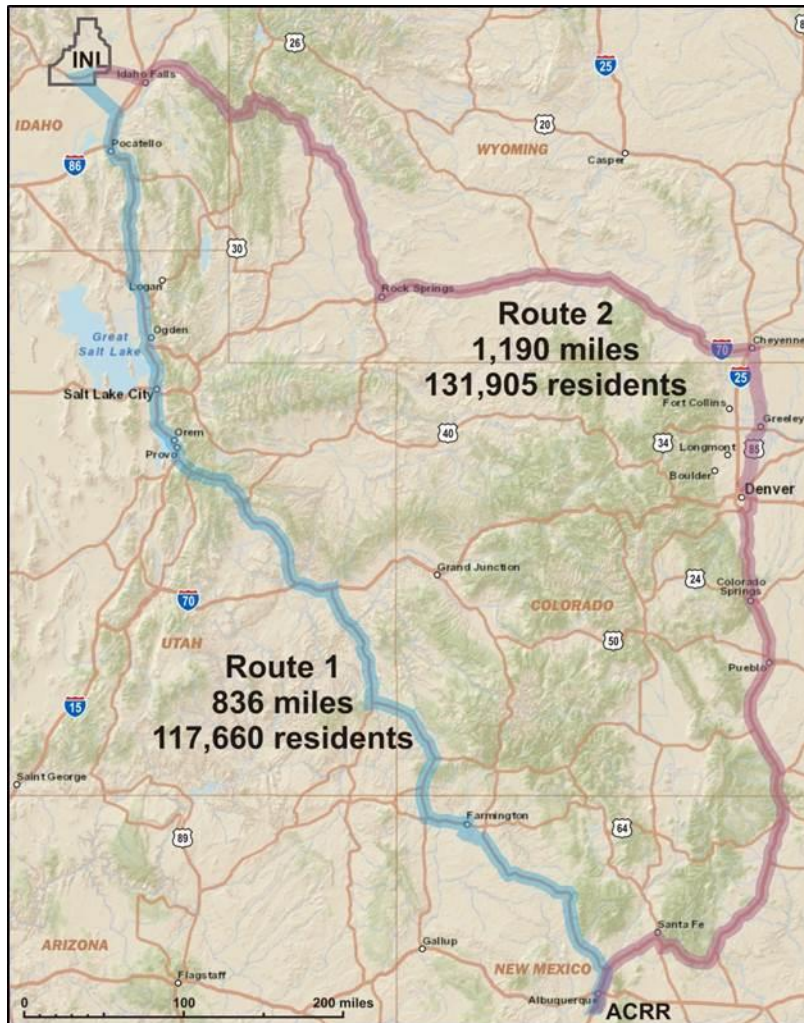 26
25
INL
Idaho Falls
IDAHO
20
WYOMING
Pocatello
86
Casper
30
Logan
Rock Springs
Great
Salt Lake
Ogden
Route 2
1,190 miles
131,905 residents
70
Cheyenne
25
Salt Lake City
Fort Collins
Greeley
Orem
Provo
40
34
Longmont
85
Boulder
Denver
Grand Junction
24
Colorado
Springs
70
COLORADO
UTAH
50
Route 1
836 miles
117,660 residents
Pueblo
15
Saint George
Farmington
64
89
Santa Fe
Gallup
ARIZONA
NEW MEXICO
Flagstaff
Albuquerque
ACRR
0 100 200 miles